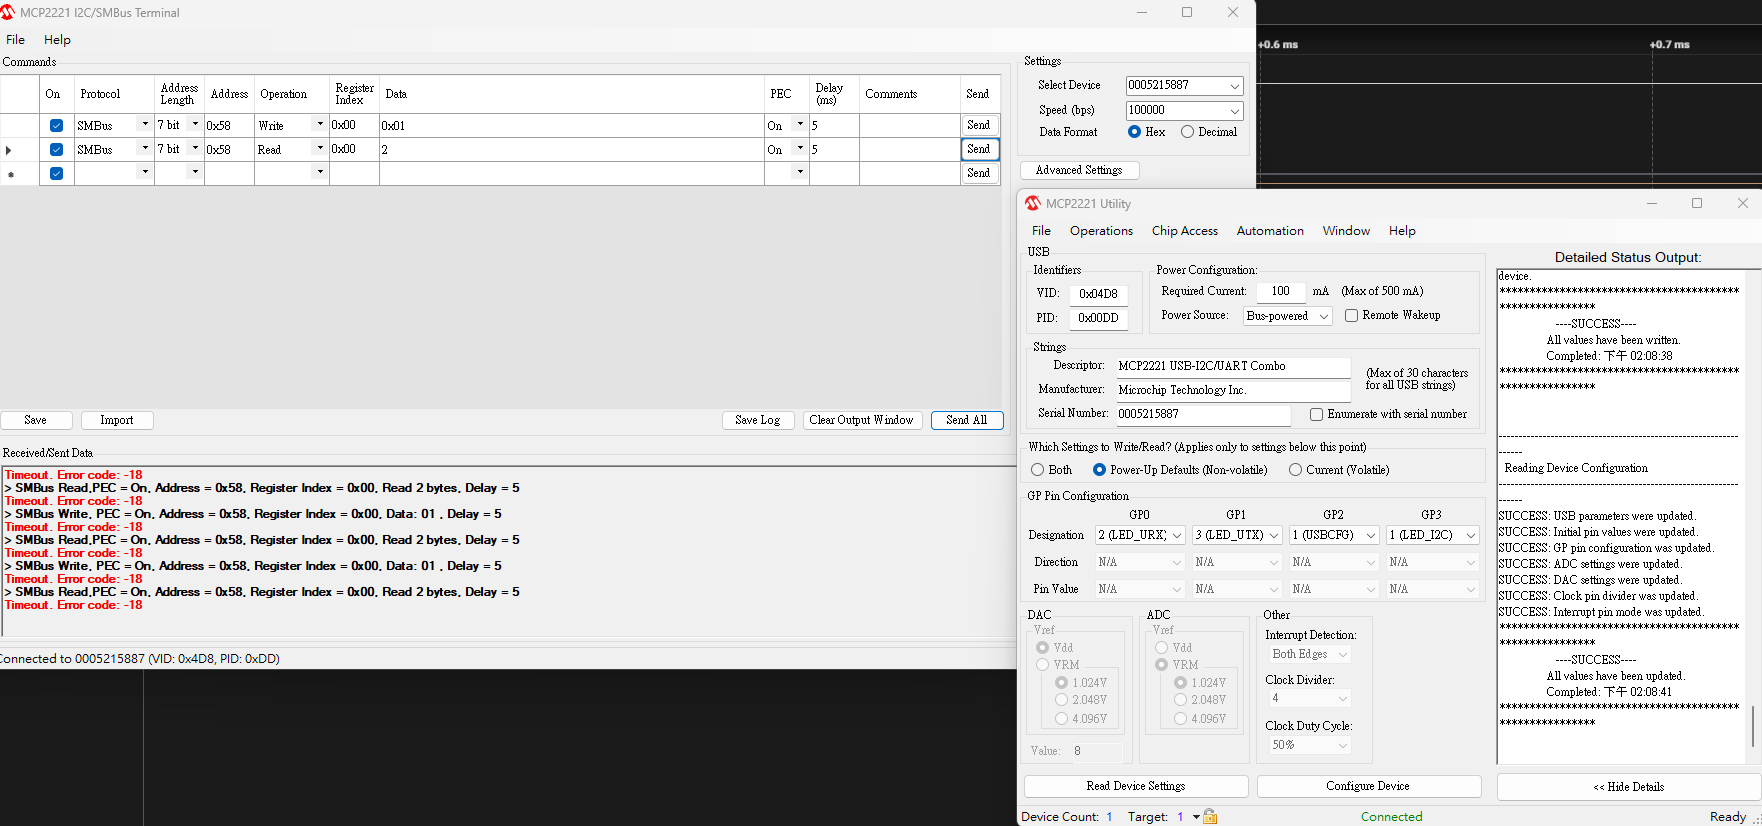 MCP2221 I2C/SMBus Terminal
File Help
Commands
On Protocol Address Length Address Operation Register Index Data PEC Delay (ms) Comments Send
SMBus 7 bit 0x58 Write 0x00 0x01 On 5 Send
SMBus 7 bit 0x58 Read 0x00 2 On 5 Send
Send
Save Import Save Log Clear Output Window Send All
Received/Sent Data
Timeout. Error code: -18
> SMBus Read,PEC = On, Address = 0x58, Register Index = 0x00, Read 2 bytes, Delay = 5
Timeout. Error code: -18
> SMBus Write, PEC = On, Address = 0x58, Register Index = 0x00, Data: 01 , Delay = 5
Timeout. Error code: -18
> SMBus Read,PEC = On, Address = 0x58, Register Index = 0x00, Read 2 bytes, Delay = 5
Timeout. Error code: -18
> SMBus Write, PEC = On, Address = 0x58, Register Index = 0x00, Data: 01 , Delay = 5
Timeout. Error code: -18
> SMBus Read,PEC = On, Address = 0x58, Register Index = 0x00, Read 2 bytes, Delay = 5
Timeout. Error code: -18
Connected to 0005215887 (VID: 0x4D8, PID: 0xDD)
Settings
Select Device 0005215887
Speed (bps) 100000
Data Format Hex Decimal
Advanced Settings
+0.6 ms +0.7 ms
MCP2221 Utility
File Operations Chip Access Automation Window Help
USB
Identifiers
VID: 0x04D8
PID: 0x00DD
Power Configuration:
Required Current: 100 mA (Max of 500 mA)
Power Source: Bus-powered Remote Wakeup
Strings
Descriptor: MCP2221 USB-I2C/UART Combo
Manufacturer: Microchip Technology Inc.
(Max of 30 characters
for all USB strings)
Serial Number: 0005215887 Enumerate with serial number
Which Settings to Write/Read? (Applies only to settings below this point)
Both Power-Up Defaults (Non-volatile) Current (Volatile)
GP Pin Configuration
GP0 GP1 GP2 GP3
Designation 2 (LED_URX) 3 (LED_UTX) 1 (USBCFG) 1 (LED_I2C)
Direction N/A N/A N/A N/A
Pin Value N/A N/A N/A N/A
DAC
Vref
Vdd
VRM
1.024V
2.048V
4.096V
Value: 8
ADC
Vref
Vdd
VRM
1.024V
2.048V
4.096V
Other
Interrupt Detection:
Both Edges
Clock Divider:
4
Clock Duty Cycle:
50%
Read Device Settings Configure Device
Device Count: 1 Target: 1 Connected Ready
Detailed Status Output:
device.
******************************************
*****************
----SUCCESS----
All values have been written.
Completed: 下午 02:08:38
******************************************
*****************
------------------------------------------------------------
------
Reading Device Configuration
------------------------------------------------------------
------
SUCCESS: USB parameters were updated.
SUCCESS: Initial pin values were updated.
SUCCESS: GP pin configuration was updated.
SUCCESS: ADC settings were updated.
SUCCESS: DAC settings were updated.
SUCCESS: Clock pin divider was updated.
SUCCESS: Interrupt pin mode was updated.
******************************************
*****************
----SUCCESS----
All values have been updated.
Completed: 下午 02:08:41
******************************************
*****************
<< Hide Details